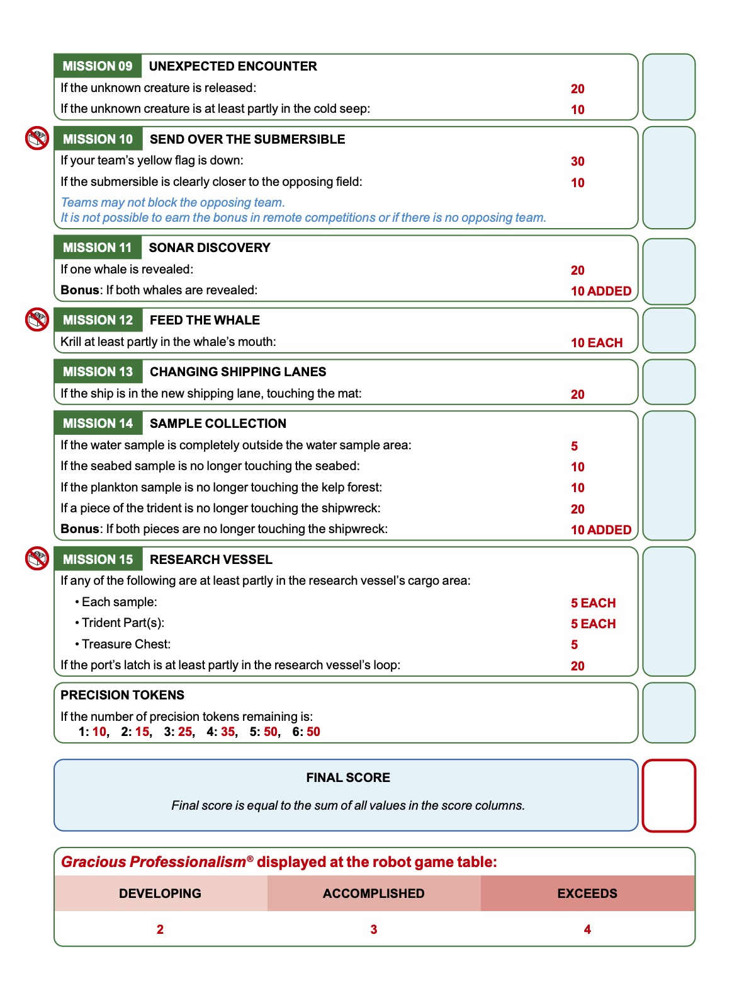 MISSION 09 UNEXPECTED ENCOUNTER
If the unknown creature is released: 20
If the unknown creature is at least partly in the cold seep: 10
MISSION 10 SEND OVER THE SUBMERSIBLE
If your team’s yellow flag is down: 30
If the submersible is clearly closer to the opposing field: 10
Teams may not block the opposing team.
It is not possible to earn the bonus in remote competitions or if there is no opposing team.
MISSION 11 SONAR DISCOVERY
If one whale is revealed: 20
Bonus: If both whales are revealed: 10 ADDED
MISSION 12 FEED THE WHALE
Krill at least partly in the whale’s mouth: 10 EACH
MISSION 13 CHANGING SHIPPING LANES
If the ship is in the new shipping lane, touching the mat: 20
MISSION 14 SAMPLE COLLECTION
If the water sample is completely outside the water sample area: 5
If the seabed sample is no longer touching the seabed: 10
If the plankton sample is no longer touching the kelp forest: 10
If a piece of the trident is no longer touching the shipwreck: 20
Bonus: If both pieces are no longer touching the shipwreck: 10 ADDED
MISSION 15 RESEARCH VESSEL
If any of the following are at least partly in the research vessel’s cargo area:
• Each sample: 5 EACH
• Trident Part(s): 5 EACH
• Treasure Chest: 5
If the port’s latch is at least partly in the research vessel’s loop: 20
PRECISION TOKENS
If the number of precision tokens remaining is:
1: 10, 2: 15, 3: 25, 4: 35, 5: 50, 6: 50
FINAL SCORE
Final score is equal to the sum of all values in the score columns.
Gracious Professionalism® displayed at the robot game table:
DEVELOPING ACCOMPLISHED EXCEEDS
2 3 4